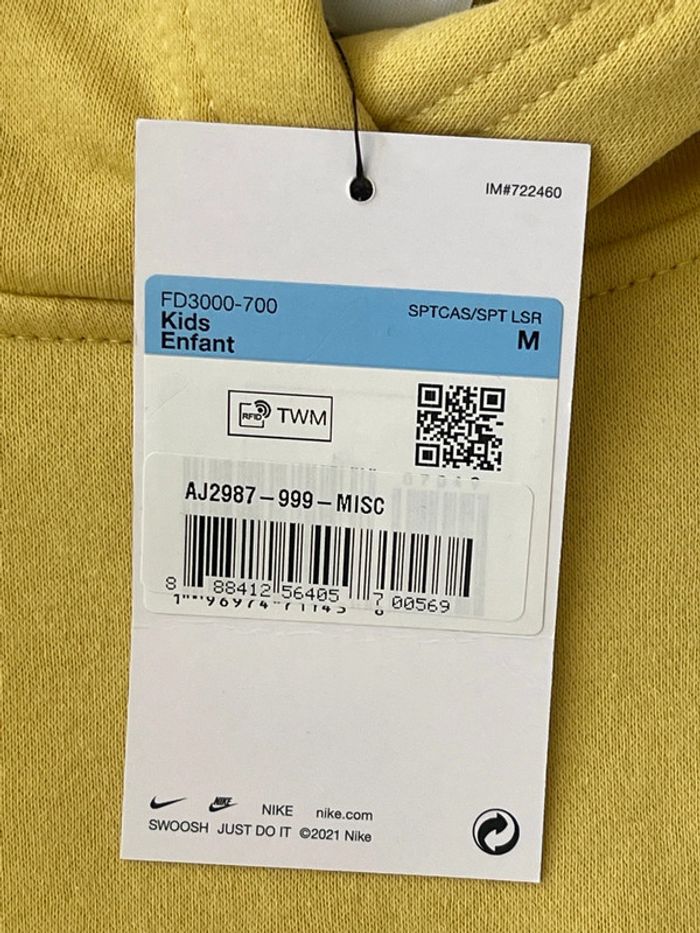 IM#722460
FD3000-700
SPTCAS/SPT LSR
Kids
M
Enfant
RFID TWM
AJ2987-999-MISC
8 88412 56405 7 00569
NIKE
NIKE nike.com
SWOOSH JUST DO IT ©2021 Nike